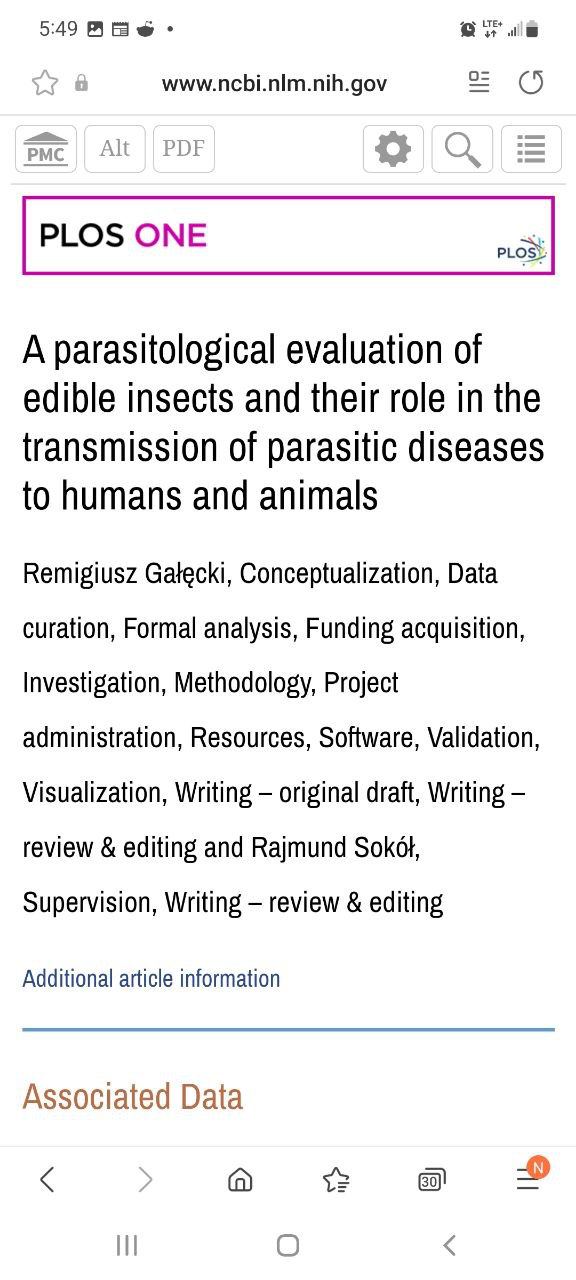 5:49 LTE+
www.ncbi.nlm.nih.gov
PMC Alt PDF
PLOS ONE
PLOS
A parasitological evaluation of
edible insects and their role in the
transmission of parasitic diseases
to humans and animals
Remigiusz Gałęcki, Conceptualization, Data
curation, Formal analysis, Funding acquisition,
Investigation, Methodology, Project
administration, Resources, Software, Validation,
Visualization, Writing – original draft, Writing –
review & editing and Rajmund Sokół,
Supervision, Writing – review & editing
Additional article information
Associated Data
30 N